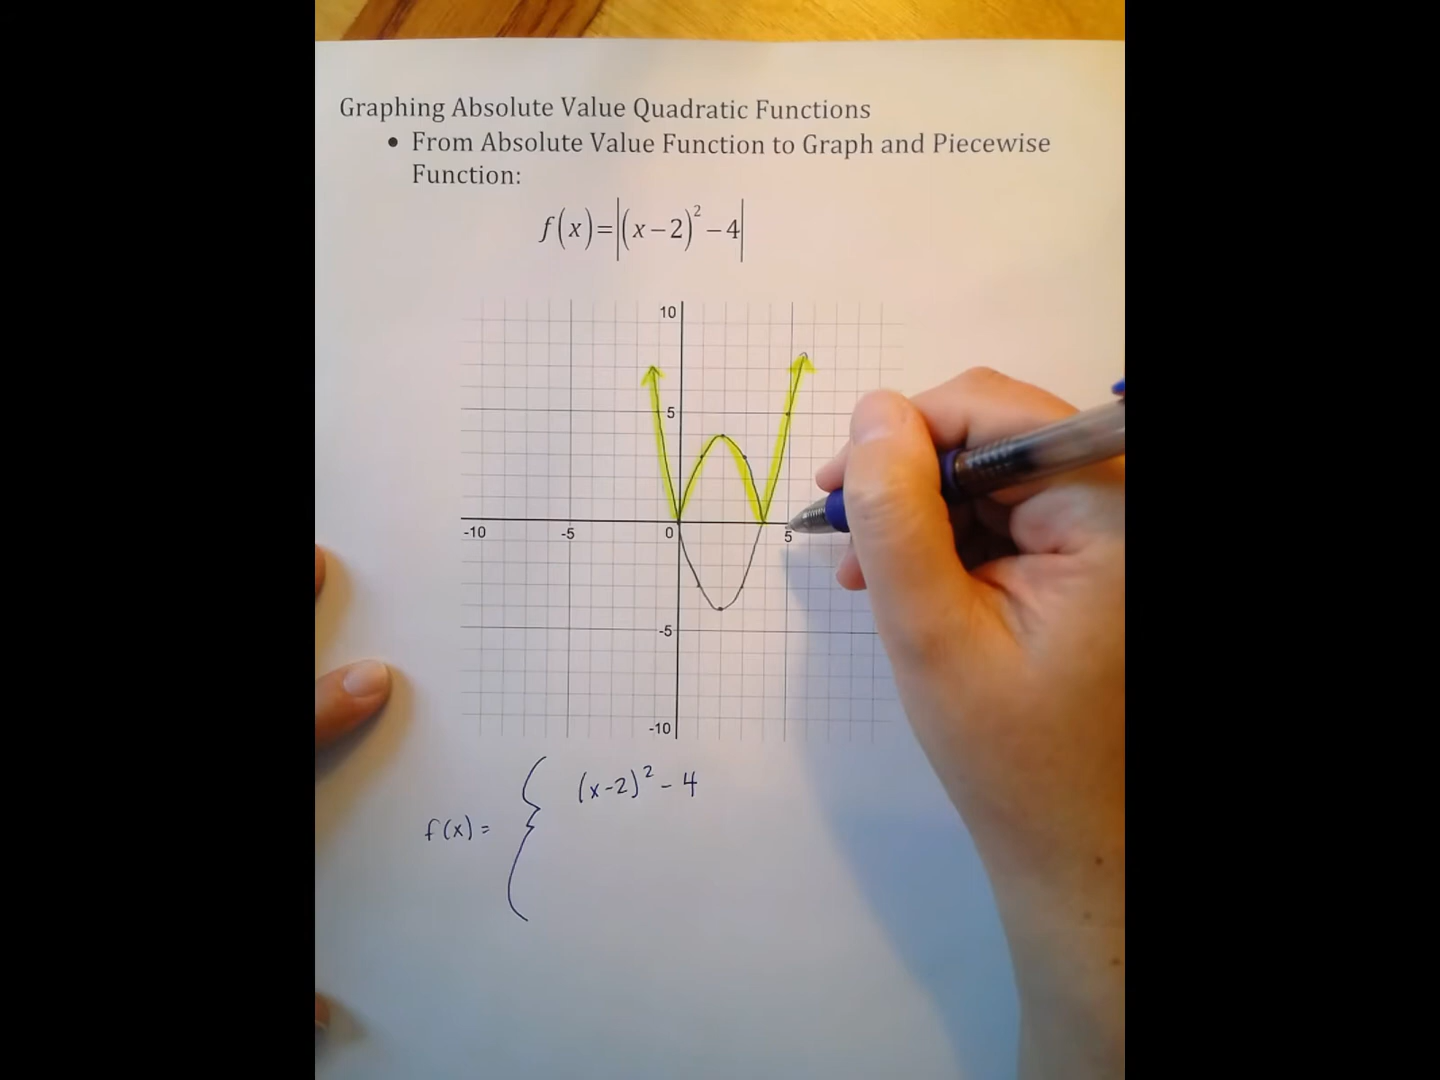 Graphing Absolute Value Quadratic Functions
• From Absolute Value Function to Graph and Piecewise
Function:
f(x)=|(x−2)²−4|
10
5
-10 -5 0 5
-5
-10
(x-2)² - 4
f(x) = {